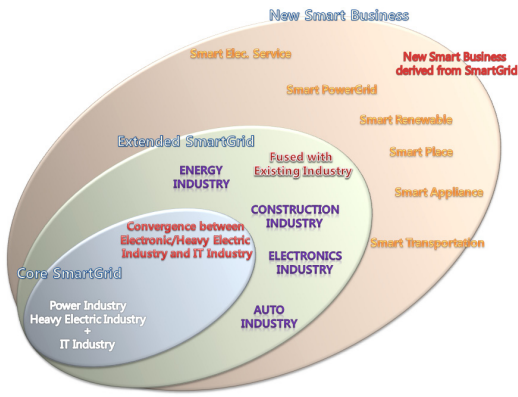 New Smart Business
Smart Elec. Service
New Smart Business
derived from SmartGrid
Smart PowerGrid
Smart Renewable
Extended SmartGrid
Smart Place
Fused with
Existing Industry
ENERGY
INDUSTRY
Smart Appliance
CONSTRUCTION
INDUSTRY
Convergence between
Electronic/Heavy Electric
Industry and IT Industry
Smart Transportation
ELECTRONICS
INDUSTRY
Core SmartGrid
Power Industry
Heavy Electric Industry
+
IT Industry
AUTO
INDUSTRY